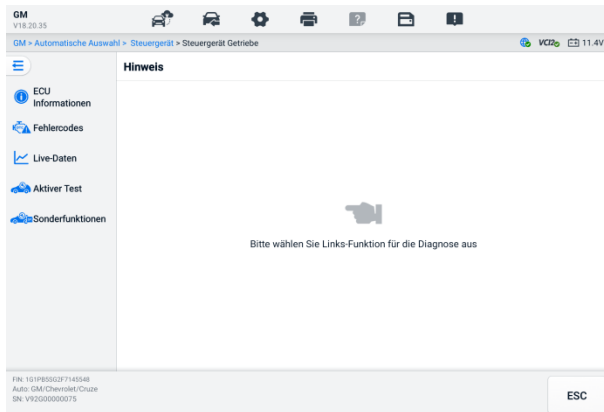 GM
V18.20.35
GM > Automatische Auswahl > Steuergerät > Steuergerät Getriebe
VCI 11.4V
Hinweis
ECU
Informationen
Fehlercodes
Live-Daten
Aktiver Test
Sonderfunktionen
Bitte wählen Sie Links-Funktion für die Diagnose aus
FIN: 1G1PB5SG2F7145548
Auto: GM/Chevrolet/Cruze
SN: V92G00000075
ESC